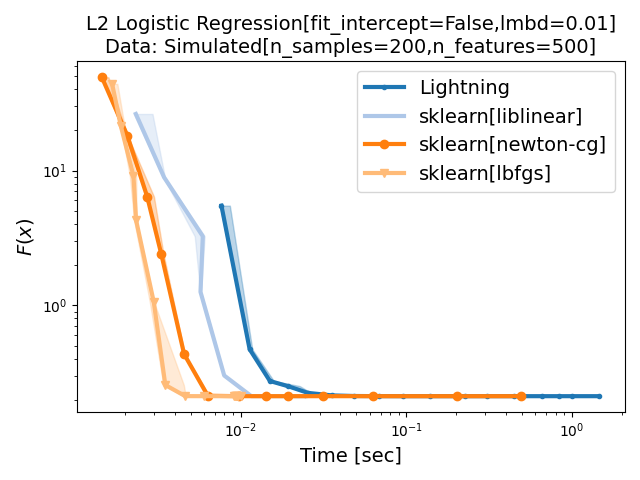 L2 Logistic Regression[fit_intercept=False,lmbd=0.01]
Data: Simulated[n_samples=200,n_features=500]
Lightning
sklearn[liblinear]
sklearn[newton-cg]
sklearn[lbfgs]
F(x)
10¹
10⁰
10⁻² 10⁻¹ 10⁰
Time [sec]